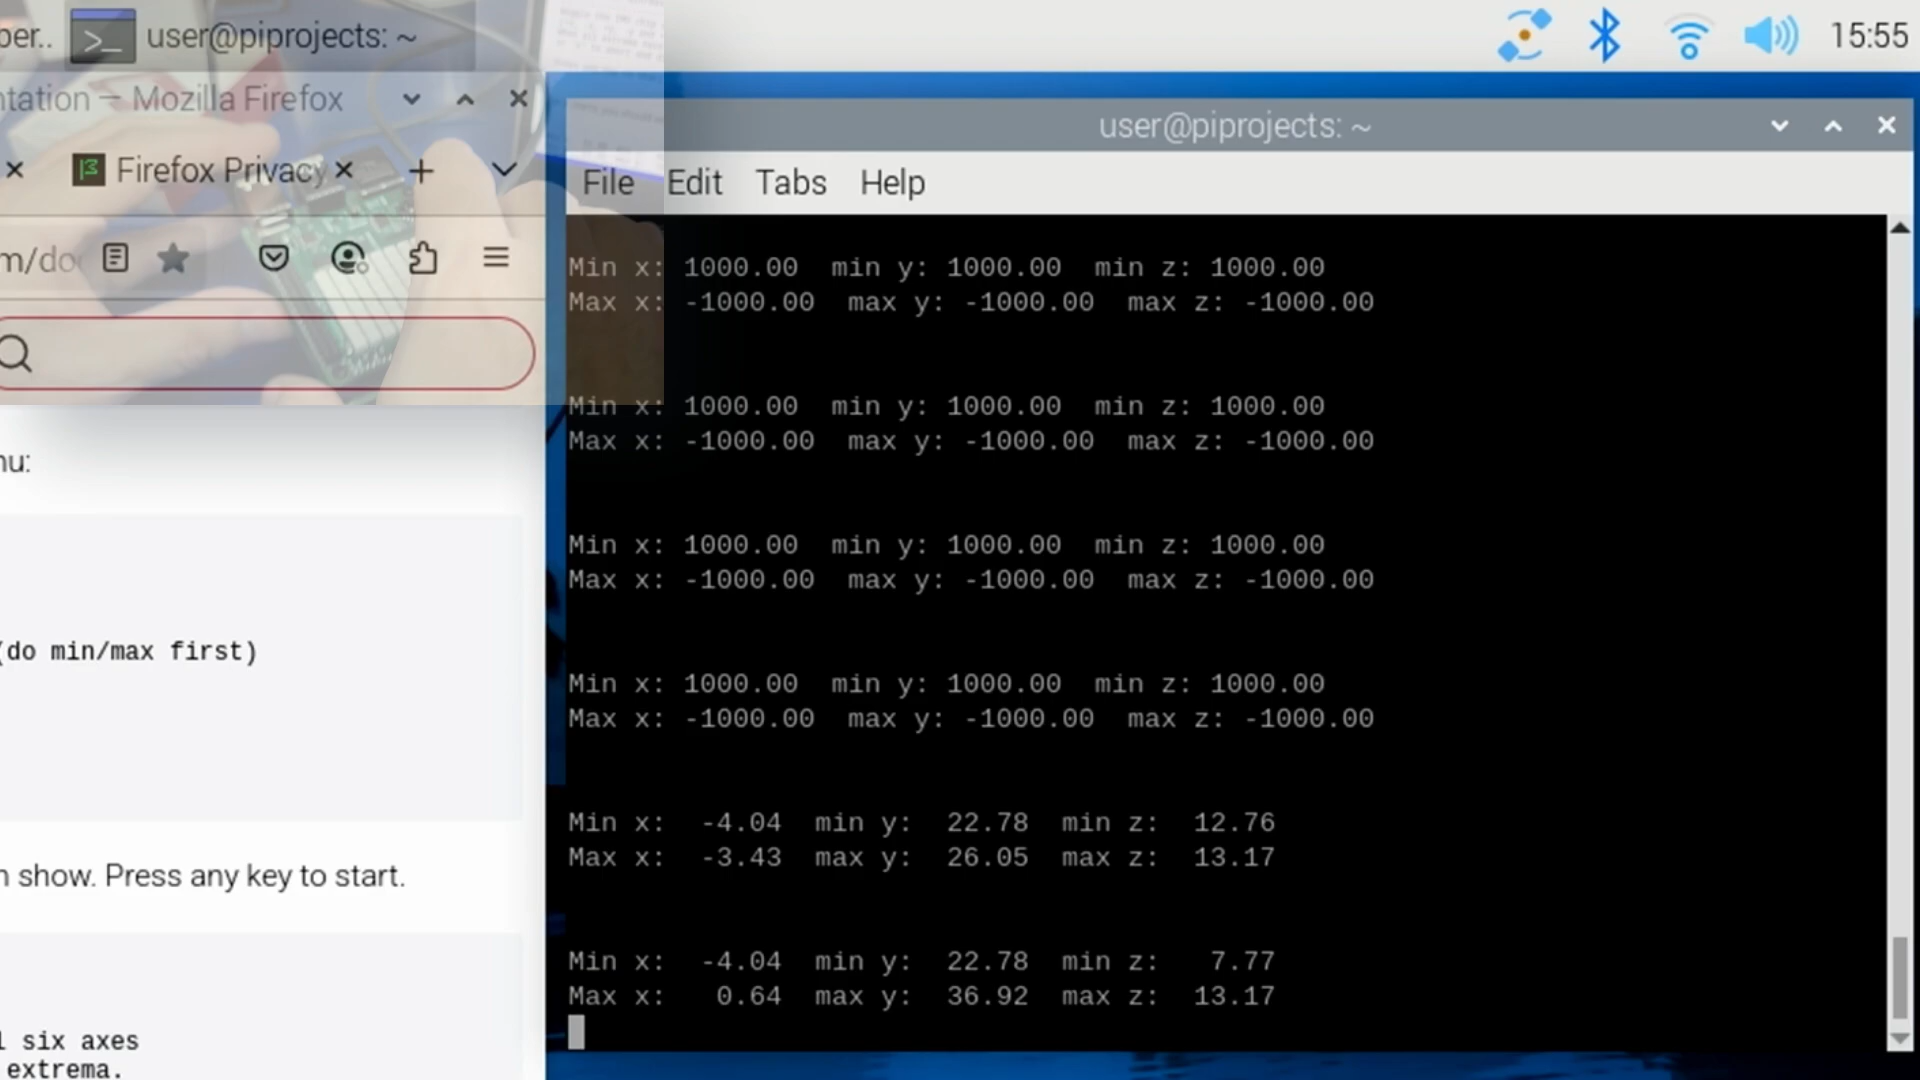 per..
user@piprojects: ~
15:55
ntation — Mozilla Firefox
user@piprojects: ~
Firefox Privacy
File Edit Tabs Help
m/do
Min x: 1000.00 min y: 1000.00 min z: 1000.00
Max x: -1000.00 max y: -1000.00 max z: -1000.00
Min x: 1000.00 min y: 1000.00 min z: 1000.00
Max x: -1000.00 max y: -1000.00 max z: -1000.00
nu:
Min x: 1000.00 min y: 1000.00 min z: 1000.00
Max x: -1000.00 max y: -1000.00 max z: -1000.00
(do min/max first)
Min x: 1000.00 min y: 1000.00 min z: 1000.00
Max x: -1000.00 max y: -1000.00 max z: -1000.00
Min x: -4.04 min y: 22.78 min z: 12.76
Max x: -3.43 max y: 26.05 max z: 13.17
n show. Press any key to start.
Min x: -4.04 min y: 22.78 min z: 7.77
Max x: 0.64 max y: 36.92 max z: 13.17
l six axes
extrema.